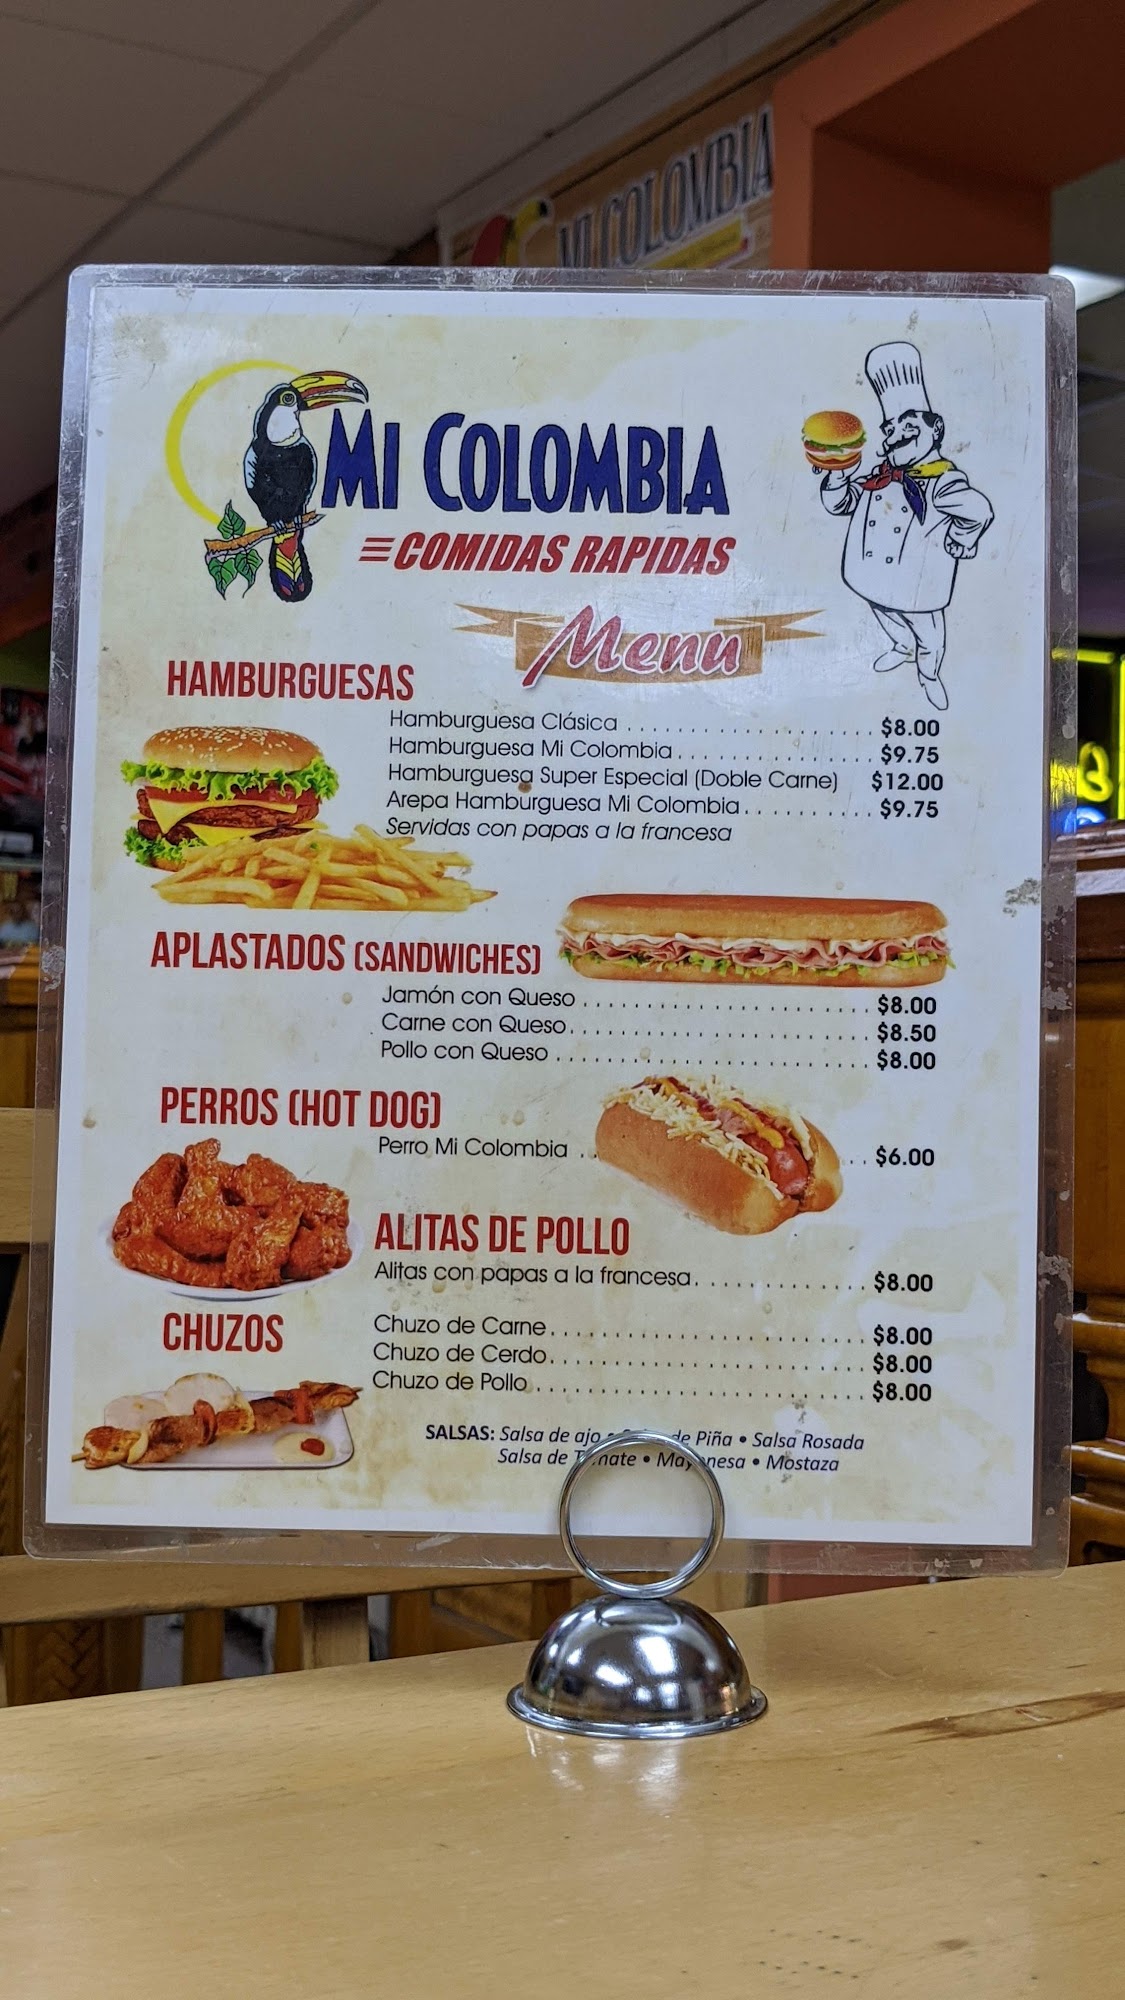 MI COLOMBIA
MI COLOMBIA
COMIDAS RAPIDAS
Menu
HAMBURGUESAS
Hamburguesa Clásica . . . . . . . . . . . . . . . . . . . $8.00
Hamburguesa Mi Colombia . . . . . . . . . . . . . . . $9.75
Hamburguesa Super Especial (Doble Carne) $12.00
Arepa Hamburguesa Mi Colombia . . . . . . . . . . $9.75
Servidas con papas a la francesa
APLASTADOS (SANDWICHES)
Jamón con Queso . . . . . . . . . . . . . . . . . . . . . . $8.00
Carne con Queso . . . . . . . . . . . . . . . . . . . . . . . $8.50
Pollo con Queso . . . . . . . . . . . . . . . . . . . . . . . . $8.00
PERROS (HOT DOG)
Perro Mi Colombia . . . . $6.00
ALITAS DE POLLO
Alitas con papas a la francesa . . . . . . . . . . . . . $8.00
CHUZOS
Chuzo de Carne . . . . . . . . . . . . . . . . . . . . . . . . $8.00
Chuzo de Cerdo . . . . . . . . . . . . . . . . . . . . . . . . $8.00
Chuzo de Pollo . . . . . . . . . . . . . . . . . . . . . . . . . $8.00
SALSAS: Salsa de ajo • de Piña • Salsa Rosada
Salsa de • • Mostaza